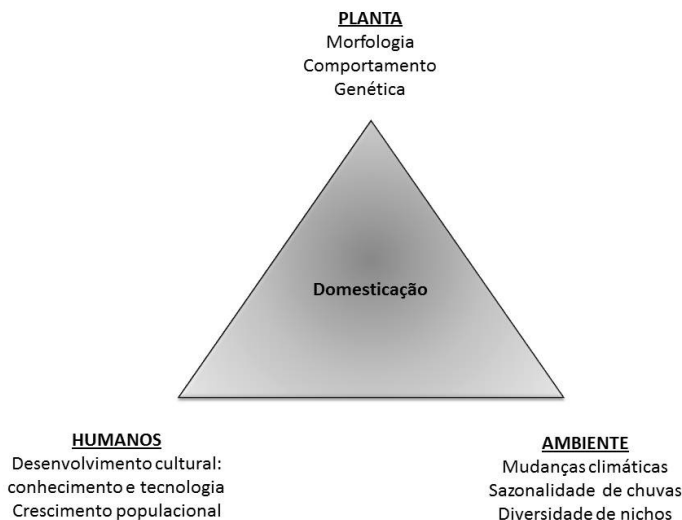 PLANTA
Morfologia
Comportamento
Genética
Domesticação
HUMANOS
Desenvolvimento cultural:
conhecimento e tecnologia
Crescimento populacional
AMBIENTE
Mudanças climáticas
Sazonalidade de chuvas
Diversidade de nichos